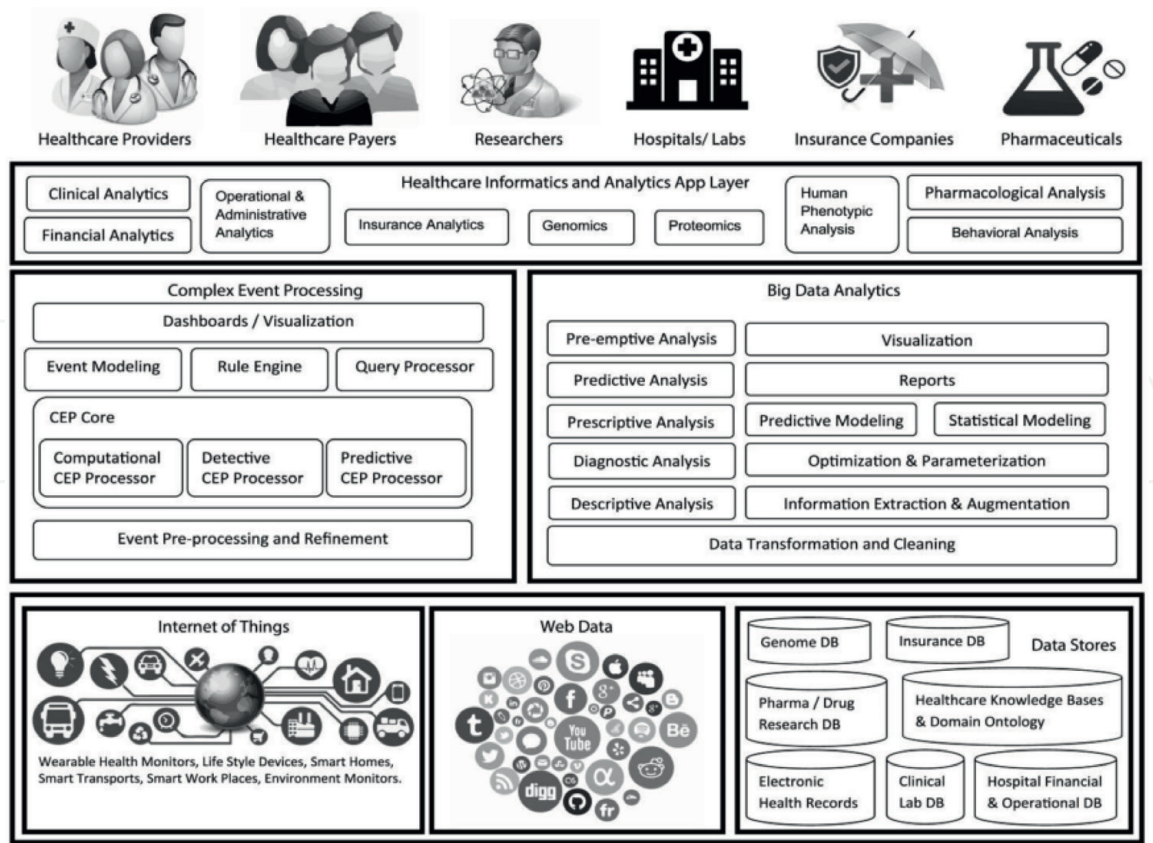 Healthcare Providers
Healthcare Payers
Researchers
Hospitals/ Labs
Insurance Companies
Pharmaceuticals
Healthcare Informatics and Analytics App Layer
Clinical Analytics
Financial Analytics
Operational &
Administrative
Analytics
Insurance Analytics
Genomics
Proteomics
Human
Phenotypic
Analysis
Pharmacological Analysis
Behavioral Analysis
Complex Event Processing
Dashboards / Visualization
Event Modeling
Rule Engine
Query Processor
CEP Core
Computational
CEP Processor
Detective
CEP Processor
Predictive
CEP Processor
Event Pre-processing and Refinement
Big Data Analytics
Pre-emptive Analysis
Visualization
Predictive Analysis
Reports
Prescriptive Analysis
Predictive Modeling
Statistical Modeling
Diagnostic Analysis
Optimization & Parameterization
Descriptive Analysis
Information Extraction & Augmentation
Data Transformation and Cleaning
Internet of Things
Wearable Health Monitors, Life Style Devices, Smart Homes,
Smart Transports, Smart Work Places, Environment Monitors.
Web Data
You
Tube
Bē
digg
fr
Data Stores
Genome DB
Insurance DB
Pharma / Drug
Research DB
Healthcare Knowledge Bases
& Domain Ontology
Electronic
Health Records
Clinical
Lab DB
Hospital Financial
& Operational DB